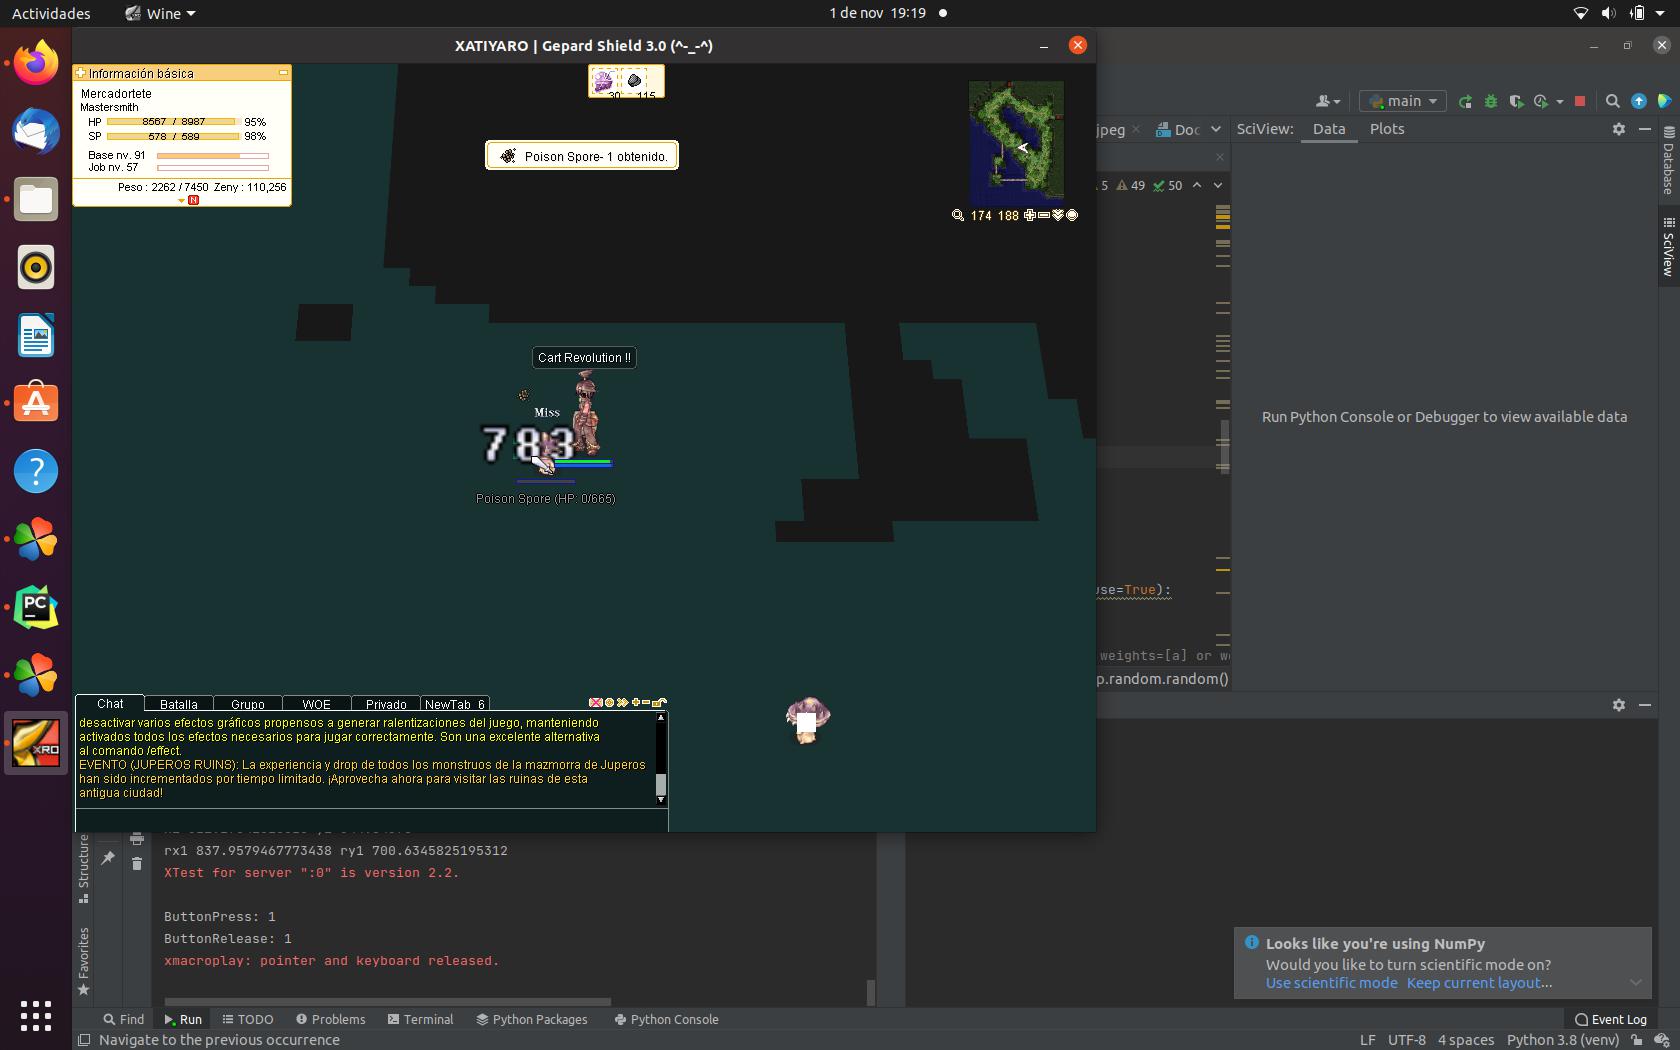 Actividades
Wine
1 de nov 19:19
XATIYARO | Gepard Shield 3.0 (^-_-^)
Información básica
Mercadortete
Mastersmith
HP 8567 / 8987 95%
SP 578 / 589 98%
Base nv. 91
Job nv. 57
Peso : 2262 / 7450 Zeny : 110,256
N
30 115
Poison Spore- 1 obtenido.
174 188
main
jpeg
Doc
SciView: Data Plots
5 49 50
Database
SciView
Run Python Console or Debugger to view available data
Cart Revolution !!
Miss
783
Poison Spore (HP: 0/665)
use=True):
weights=[a] or we
p.random.random()
PC
XRO
Chat Batalla Grupo WOE Privado NewTab_6
desactivar varios efectos gráficos propensos a generar ralentizaciones del juego, manteniendo
activados todos los efectos necesarios para jugar correctamente. Son una excelente alternativa
al comando /effect.
EVENTO (JUPEROS RUINS): La experiencia y drop de todos los monstruos de la mazmorra de Juperos
han sido incrementados por tiempo limitado. ¡Aprovecha ahora para visitar las ruinas de esta
antigua ciudad!
Structure
Favorites
rx1 837.9579467773438 ry1 700.6345825195312
XTest for server ":0" is version 2.2.
ButtonPress: 1
ButtonRelease: 1
xmacroplay: pointer and keyboard released.
Looks like you're using NumPy
Would you like to turn scientific mode on?
Use scientific mode Keep current layout...
Find Run TODO Problems Terminal Python Packages Python Console
Event Log
Navigate to the previous occurrence
LF UTF-8 4 spaces Python 3.8 (venv)